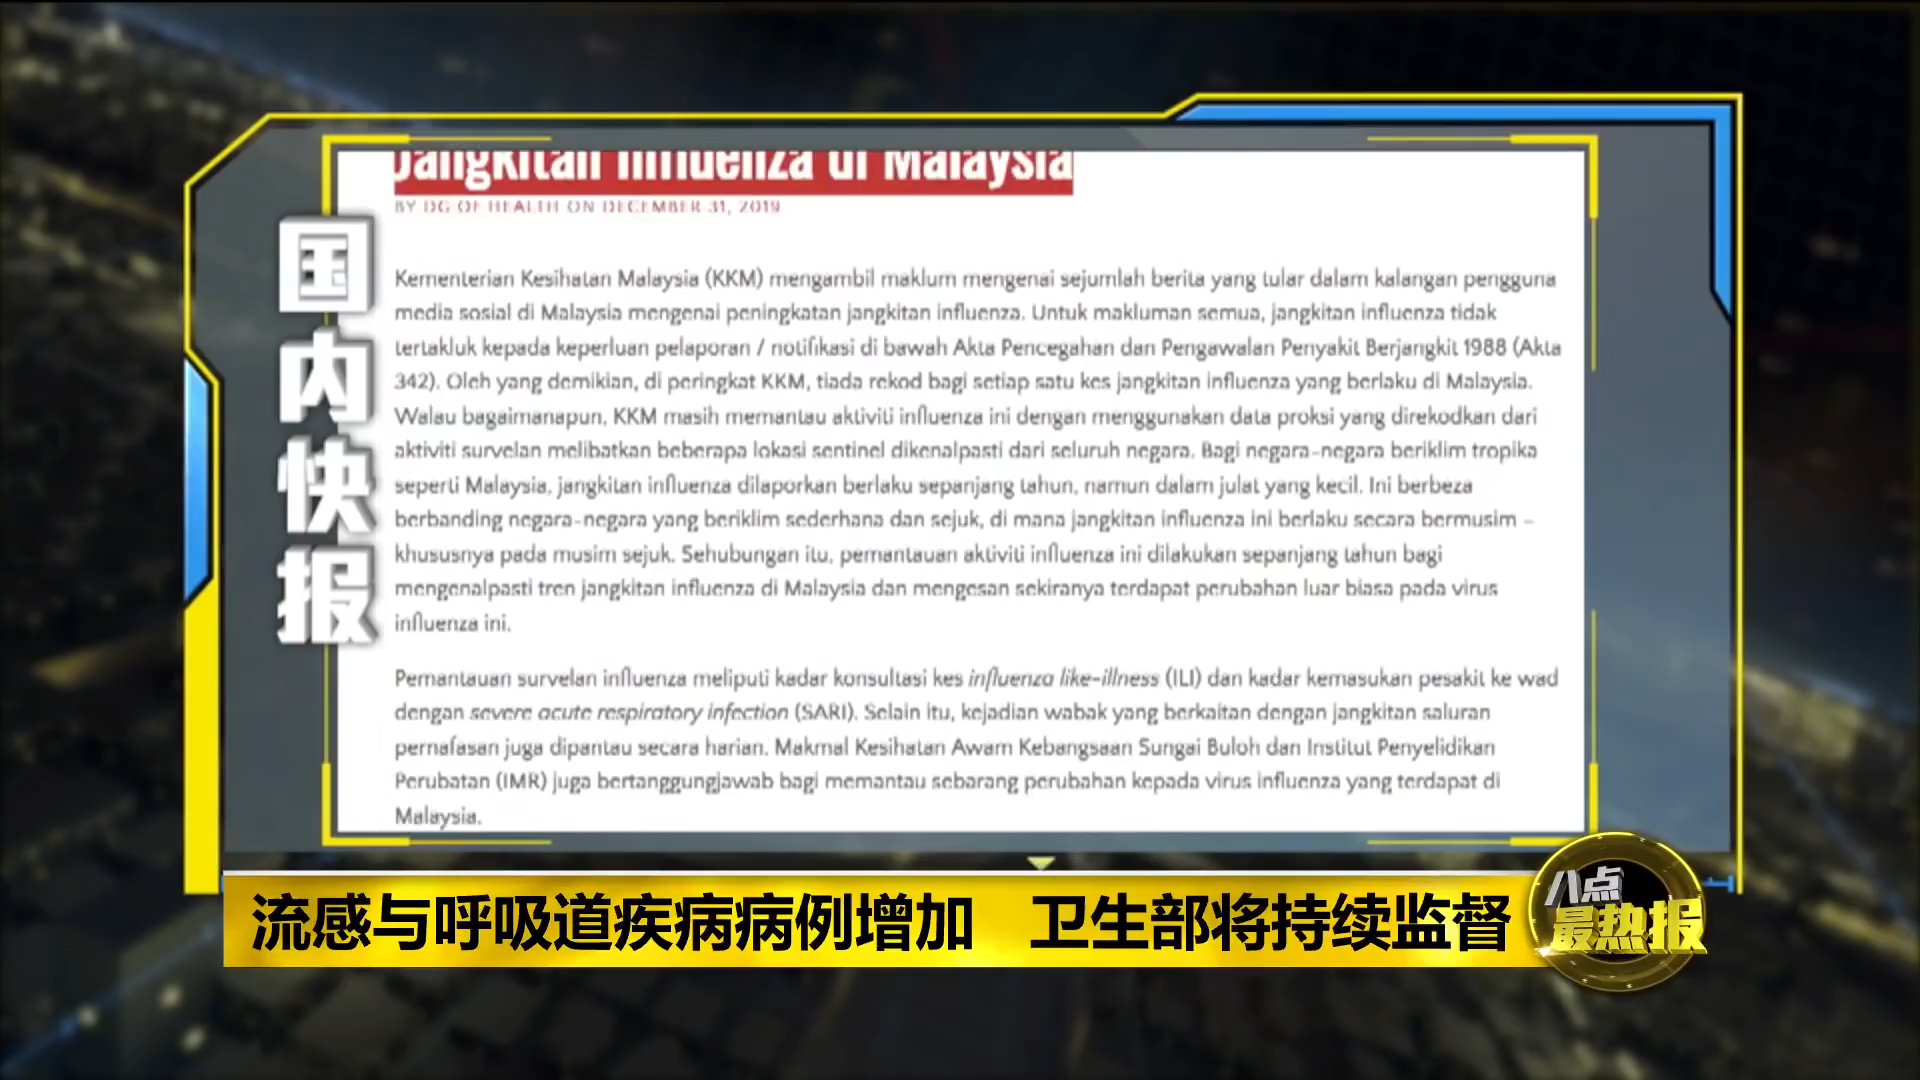 Jangkitan Influenza di Malaysia
BY DG OF HEALTH ON DECEMBER 31, 2019
国内快报
Kementerian Kesihatan Malaysia (KKM) mengambil maklum mengenai sejumlah berita yang tular dalam kalangan pengguna
media sosial di Malaysia mengenai peningkatan jangkitan influenza. Untuk makluman semua, jangkitan influenza tidak
tertakluk kepada keperluan pelaporan / notifikasi di bawah Akta Pencegahan dan Pengawalan Penyakit Berjangkit 1988 (Akta
342). Oleh yang demikian, di peringkat KKM, tiada rekod bagi setiap satu kes jangkitan influenza yang berlaku di Malaysia.
Walau bagaimanapun, KKM masih memantau aktiviti influenza ini dengan menggunakan data proksi yang direkodkan dari
aktiviti survelan melibatkan beberapa lokasi sentinel dikenalpasti dari seluruh negara. Bagi negara-negara beriklim tropika
seperti Malaysia, jangkitan influenza dilaporkan berlaku sepanjang tahun, namun dalam julat yang kecil. Ini berbeza
berbanding negara-negara yang beriklim sederhana dan sejuk, di mana jangkitan influenza ini berlaku secara bermusim –
khususnya pada musim sejuk. Sehubungan itu, pemantauan aktiviti influenza ini dilakukan sepanjang tahun bagi
mengenalpasti tren jangkitan influenza di Malaysia dan mengesan sekiranya terdapat perubahan luar biasa pada virus
influenza ini.
Pemantauan survelan influenza meliputi kadar konsultasi kes influenza like-illness (ILI) dan kadar kemasukan pesakit ke wad
dengan severe acute respiratory infection (SARI). Selain itu, kejadian wabak yang berkaitan dengan jangkitan saluran
pernafasan juga dipantau secara harian. Makmal Kesihatan Awam Kebangsaan Sungai Buloh dan Institut Penyelidikan
Perubatan (IMR) juga bertanggungjawab bagi memantau sebarang perubahan kepada virus influenza yang terdapat di
Malaysia.
流感与呼吸道疾病病例增加 卫生部将持续监督
八点
最热报